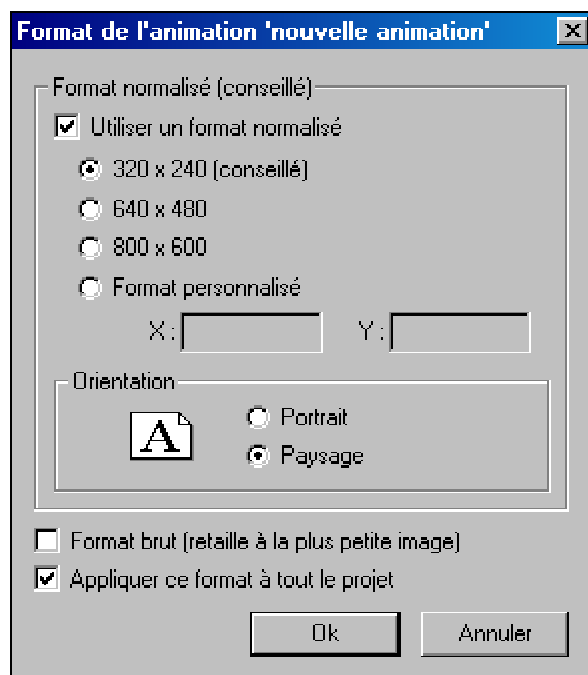 Format de l'animation 'nouvelle animation'
Format normalisé (conseillé)
Utiliser un format normalisé
320 x 240 (conseillé)
640 x 480
800 x 600
Format personnalisé
X : Y :
Orientation
A
Portrait
Paysage
Format brut (retaille à la plus petite image)
Appliquer ce format à tout le projet
Ok Annuler